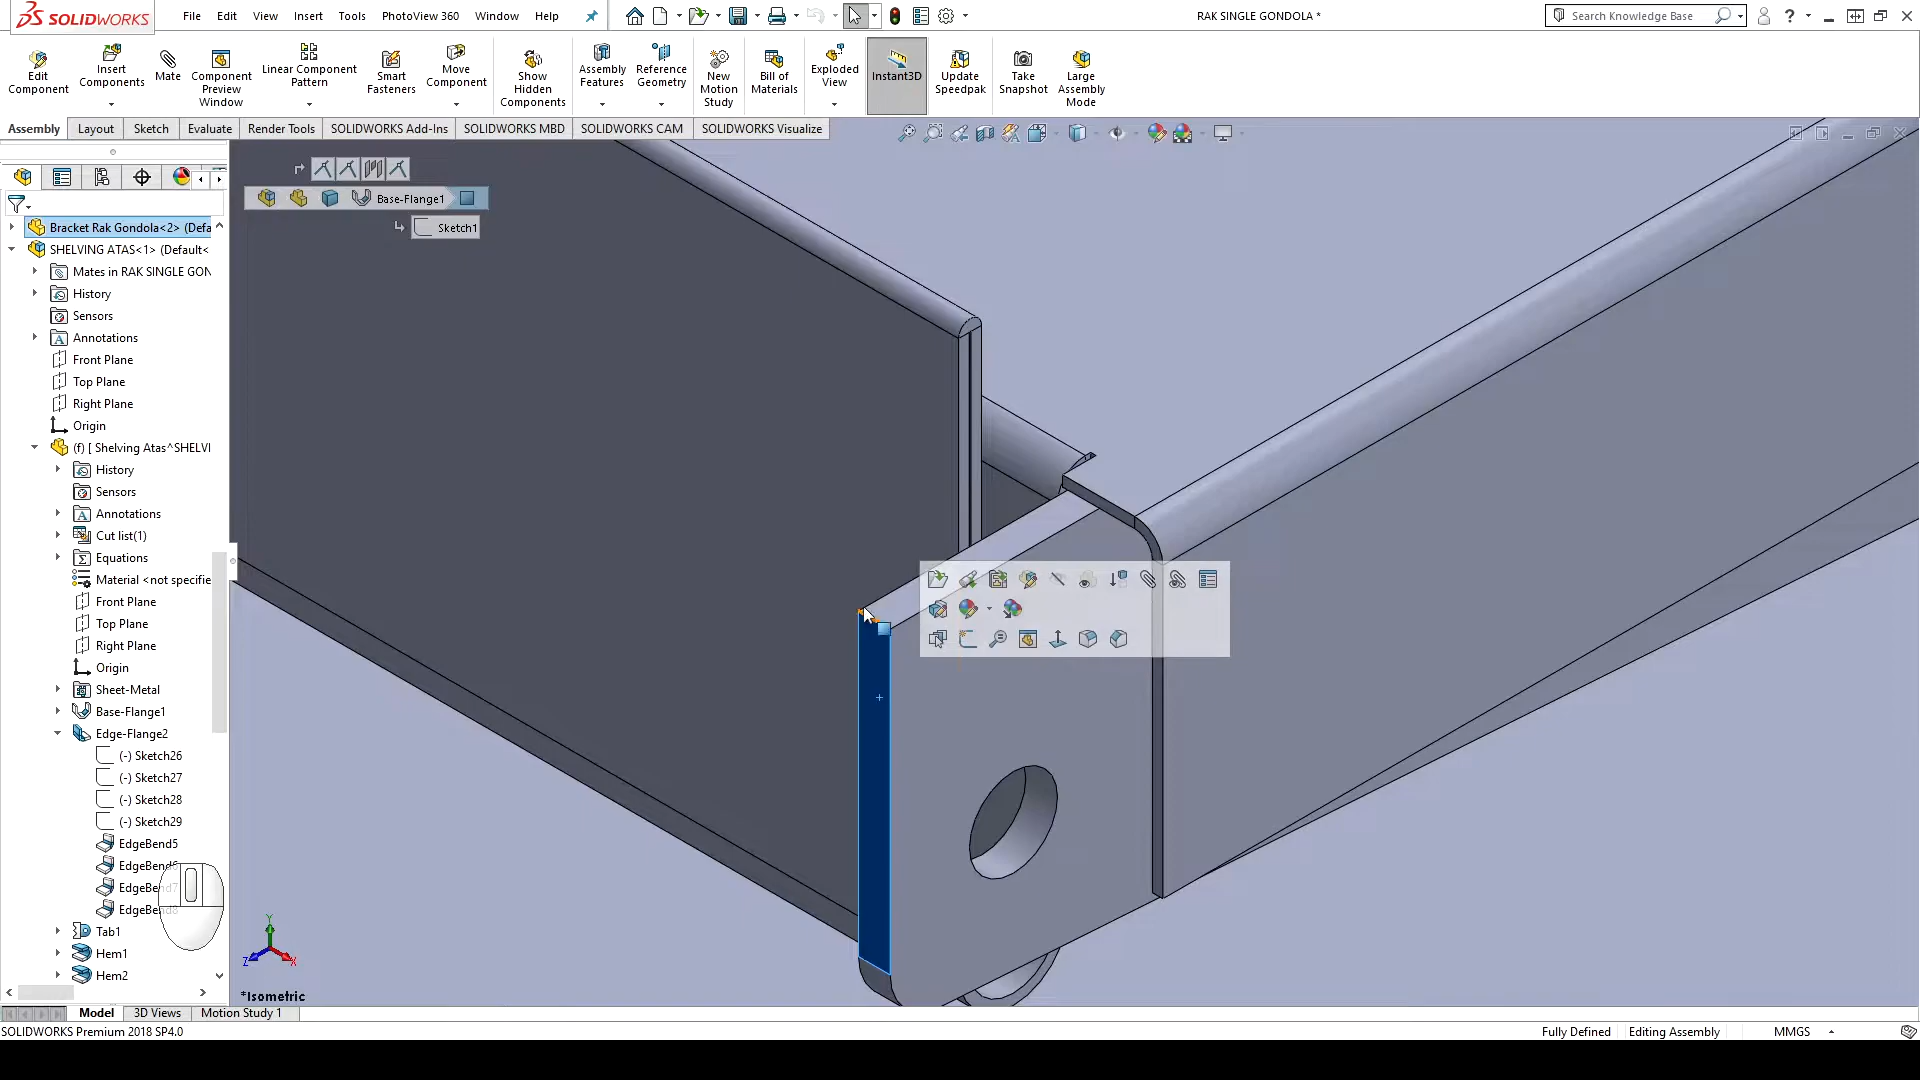 SOLIDWORKS
File Edit View Insert Tools PhotoView 360 Window Help
RAK SINGLE GONDOLA *
Search Knowledge Base
Edit Component
Insert Components
Mate
Component Preview Window
Linear Component Pattern
Smart Fasteners
Move Component
Show Hidden Components
Assembly Features
Reference Geometry
New Motion Study
Bill of Materials
Exploded View
Instant3D
Update Speedpak
Take Snapshot
Large Assembly Mode
Assembly Layout Sketch Evaluate Render Tools SOLIDWORKS Add-Ins SOLIDWORKS MBD SOLIDWORKS CAM SOLIDWORKS Visualize
Base-Flange1
Sketch1
Bracket Rak Gondola<2> (Defa
SHELVING ATAS<1> (Default<
Mates in RAK SINGLE GON
History
Sensors
Annotations
Front Plane
Top Plane
Right Plane
Origin
(f) [ Shelving Atas^SHELVI
History
Sensors
Annotations
Cut list(1)
Equations
Material <not specifie
Front Plane
Top Plane
Right Plane
Origin
Sheet-Metal
Base-Flange1
Edge-Flange2
(-) Sketch26
(-) Sketch27
(-) Sketch28
(-) Sketch29
EdgeBend5
EdgeBend6
EdgeBend7
EdgeBend8
Tab1
Hem1
Hem2
Y
Z
X
*Isometric
Model 3D Views Motion Study 1
SOLIDWORKS Premium 2018 SP4.0
Fully Defined Editing Assembly MMGS